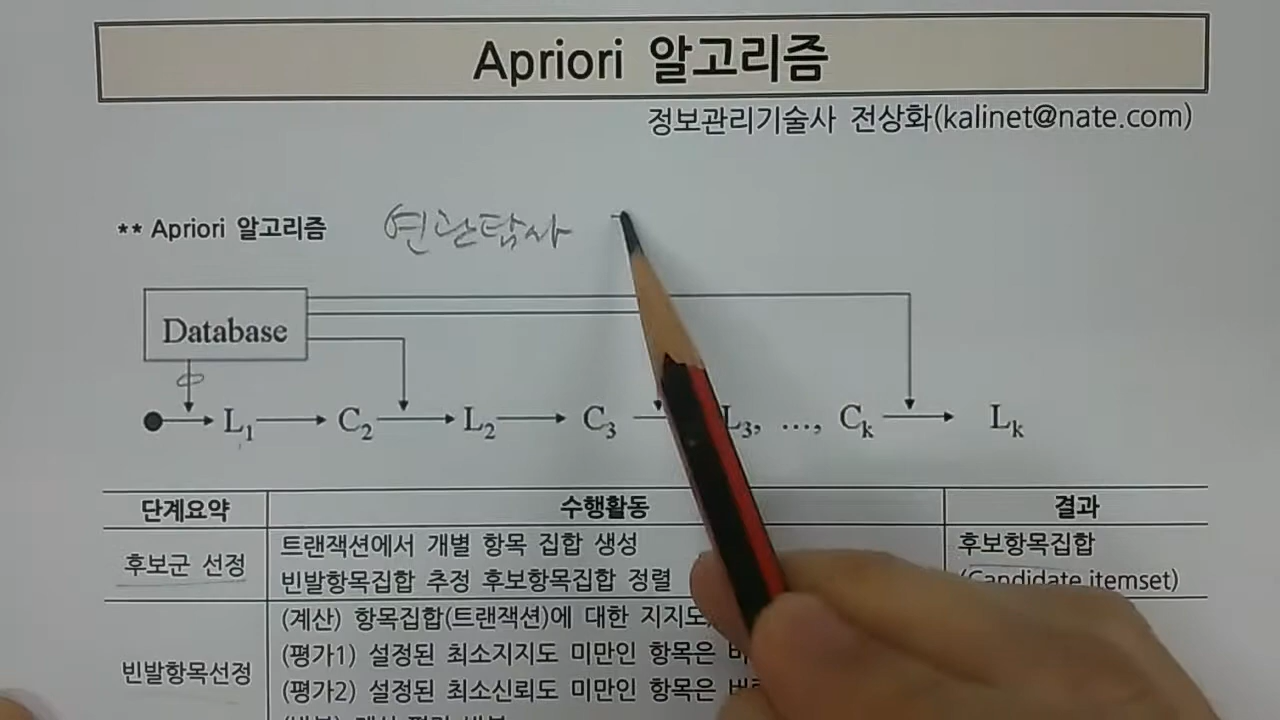 Apriori 알고리즘
정보관리기술사 전상화(kalinet@nate.com)
** Apriori 알고리즘 연관탐사
Database
L1 C2 L2 C3 L3, ..., Ck Lk
단계요약 수행활동 결과
후보군 선정 트랜잭션에서 개별 항목 집합 생성 후보항목집합
빈발항목집합 추정 후보항목집합 정렬 (Candidate itemset)
(계산) 항목집합(트랜잭션)에 대한 지지도
빈발항목선정 (평가1) 설정된 최소지지도 미만인 항목은
(평가2) 설정된 최소신뢰도 미만인 항목은